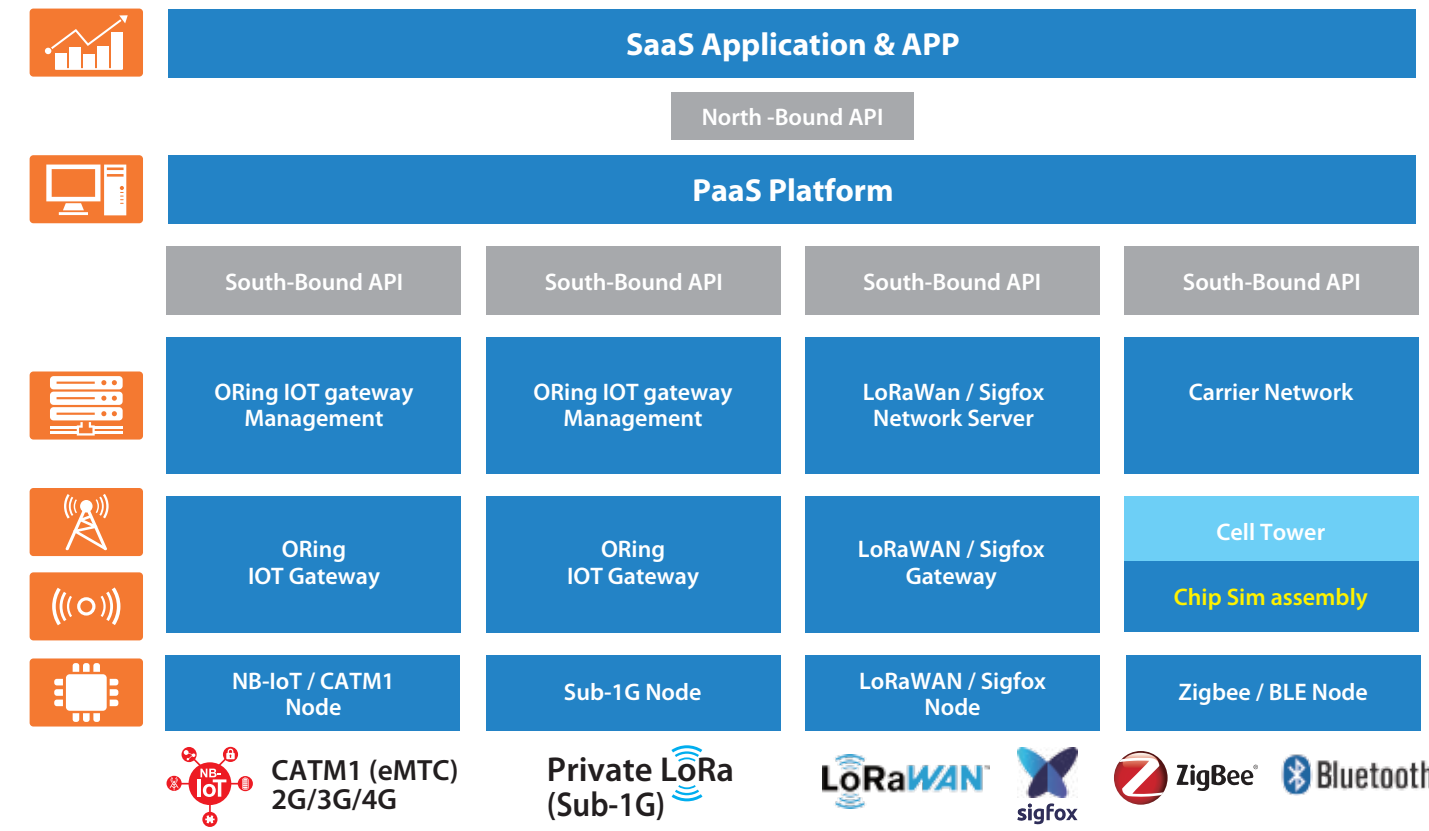 SaaS Application & APP
North -Bound API
PaaS Platform
South-Bound API
South-Bound API
South-Bound API
South-Bound API
ORing IOT gateway
Management
ORing IOT gateway
Management
LoRaWan / Sigfox
Network Server
Carrier Network
ORing
IOT Gateway
ORing
IOT Gateway
LoRaWAN / Sigfox
Gateway
Cell Tower
Chip Sim assembly
NB-IoT / CATM1
Node
Sub-1G Node
LoRaWAN / Sigfox
Node
Zigbee / BLE Node
NB-
IoT
CATM1 (eMTC)
2G/3G/4G
Private LoRa
(Sub-1G)
LoRaWAN™
sigfox
ZigBee®
Bluetooth